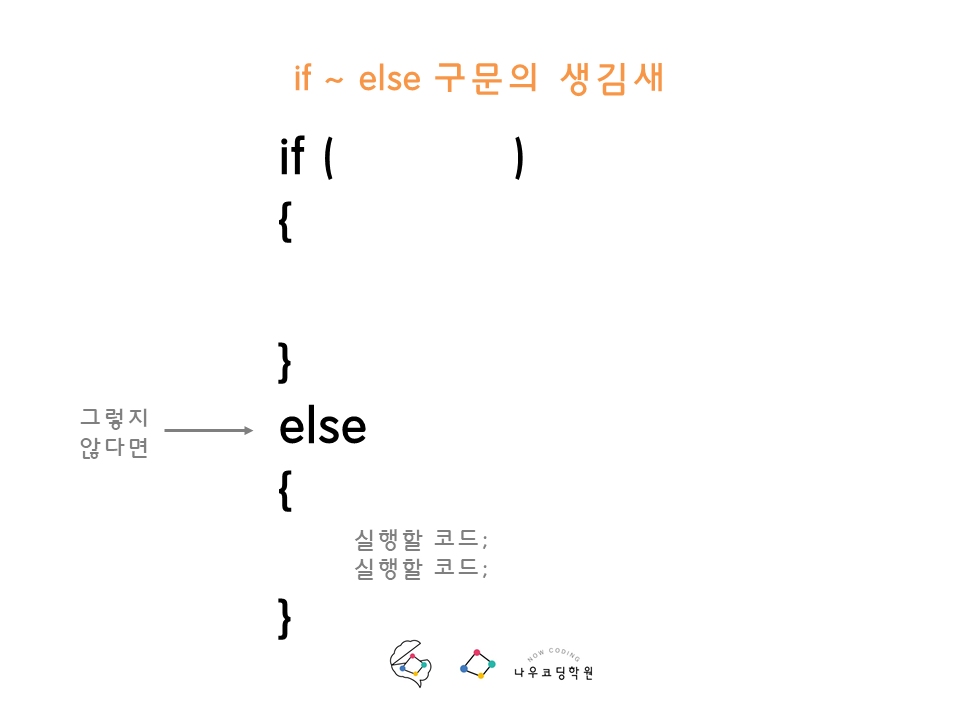 if ~ else 구문의 생김새
if (          )
{
}
else
그렇지
않다면
{
실행할 코드;
실행할 코드;
}
NOW CODING
나우코딩학원